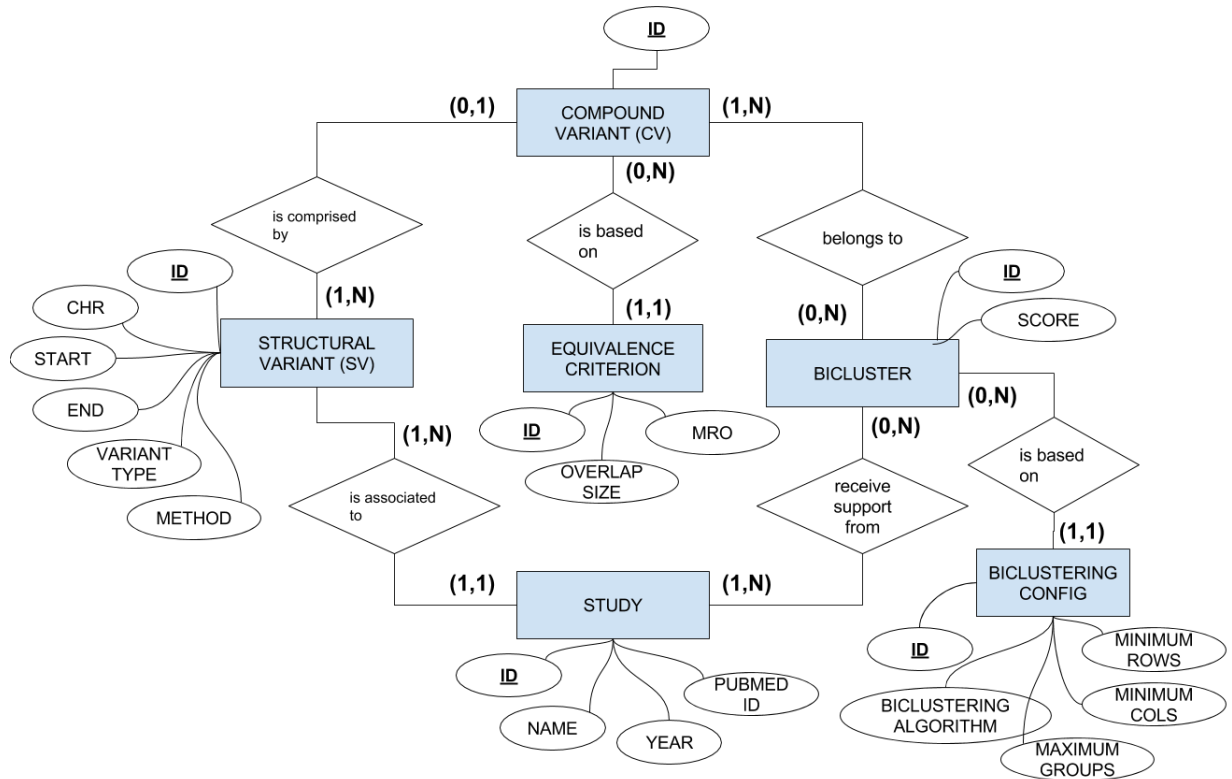 ID
(0,1)
COMPOUND
VARIANT (CV)
(1,N)
(0,N)
is comprised
by
is based
on
belongs to
ID
ID
CHR
(1,N)
(1,1)
(0,N)
SCORE
START
STRUCTURAL
VARIANT (SV)
EQUIVALENCE
CRITERION
BICLUSTER
END
(0,N)
ID
MRO
(1,N)
(0,N)
VARIANT
TYPE
OVERLAP
SIZE
is based
on
METHOD
is associated
to
receive
support
from
(1,1)
(1,1)
STUDY
(1,N)
BICLUSTERING
CONFIG
ID
ID
MINIMUM
ROWS
PUBMED
ID
NAME
YEAR
BICLUSTERING
ALGORITHM
MINIMUM
COLS
MAXIMUM
GROUPS